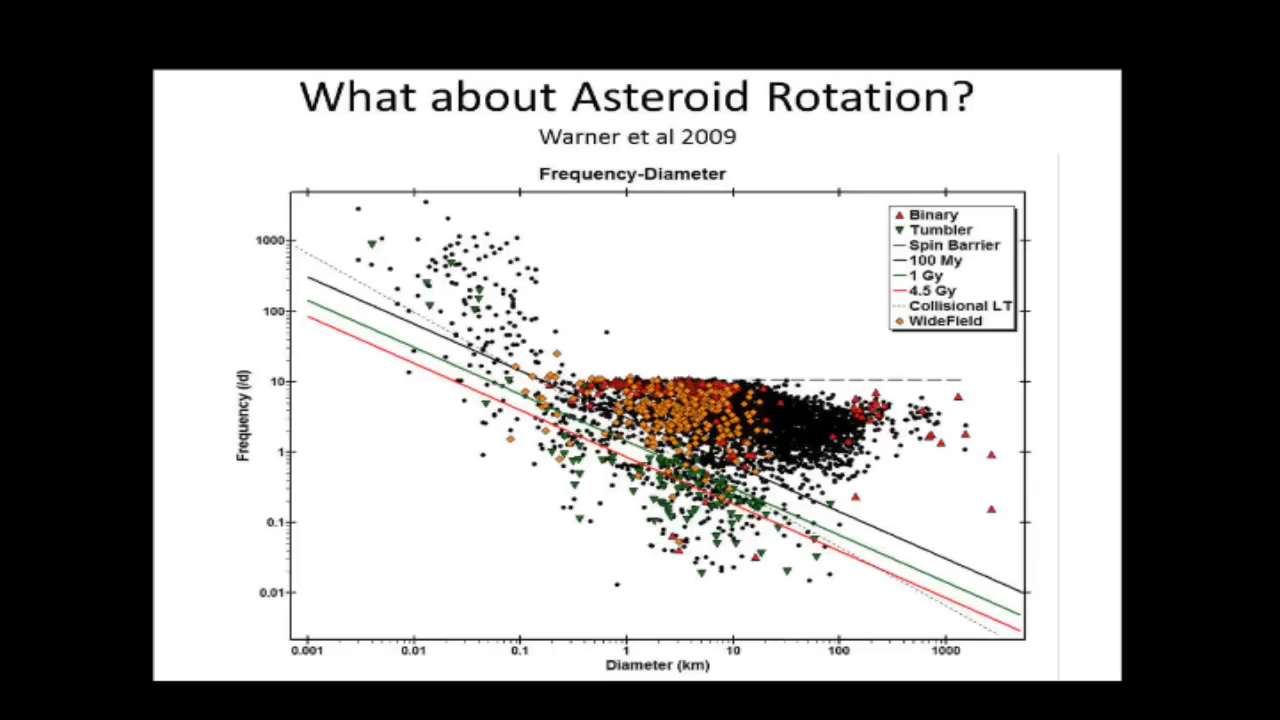 What about Asteroid Rotation?
Warner et al 2009
Frequency-Diameter
Binary
Tumbler
Spin Barrier
100 My
1 Gy
4.5 Gy
Collisional LT
WideField
Frequency (/d)
1000
100
10
1
0.1
0.01
0.001 0.01 0.1 1 10 100 1000
Diameter (km)